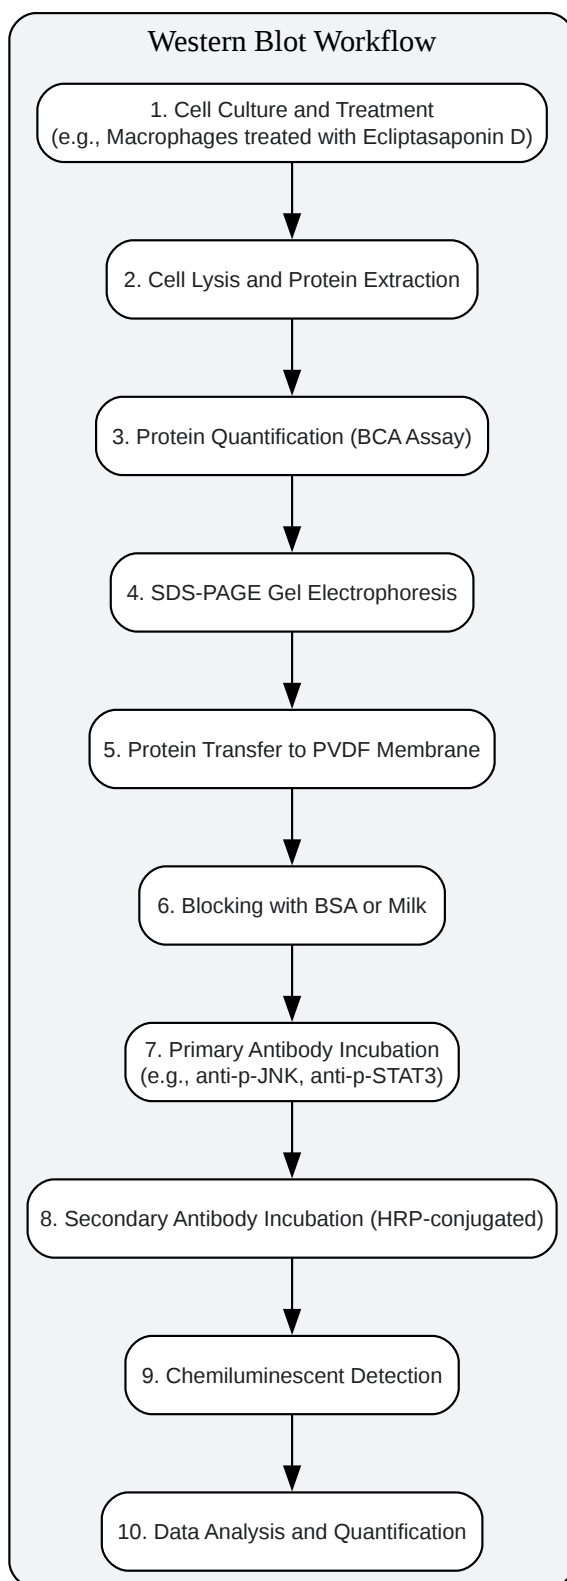 Western Blot Workflow
1. Cell Culture and Treatment
(e.g., Macrophages treated with Ecliptasaponin D)
2. Cell Lysis and Protein Extraction
3. Protein Quantification (BCA Assay)
4. SDS-PAGE Gel Electrophoresis
5. Protein Transfer to PVDF Membrane
6. Blocking with BSA or Milk
7. Primary Antibody Incubation
(e.g., anti-p-JNK, anti-p-STAT3)
8. Secondary Antibody Incubation (HRP-conjugated)
9. Chemiluminescent Detection
10. Data Analysis and Quantification